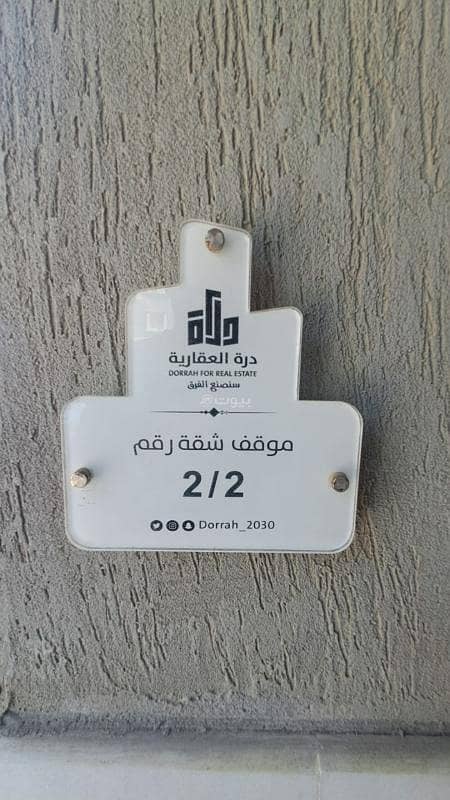 درة
درة العقارية
DORRAH FOR REAL ESTATE
سنصنع الفرق
بيوت
موقف شقة رقم
2/2
Dorrah_2030